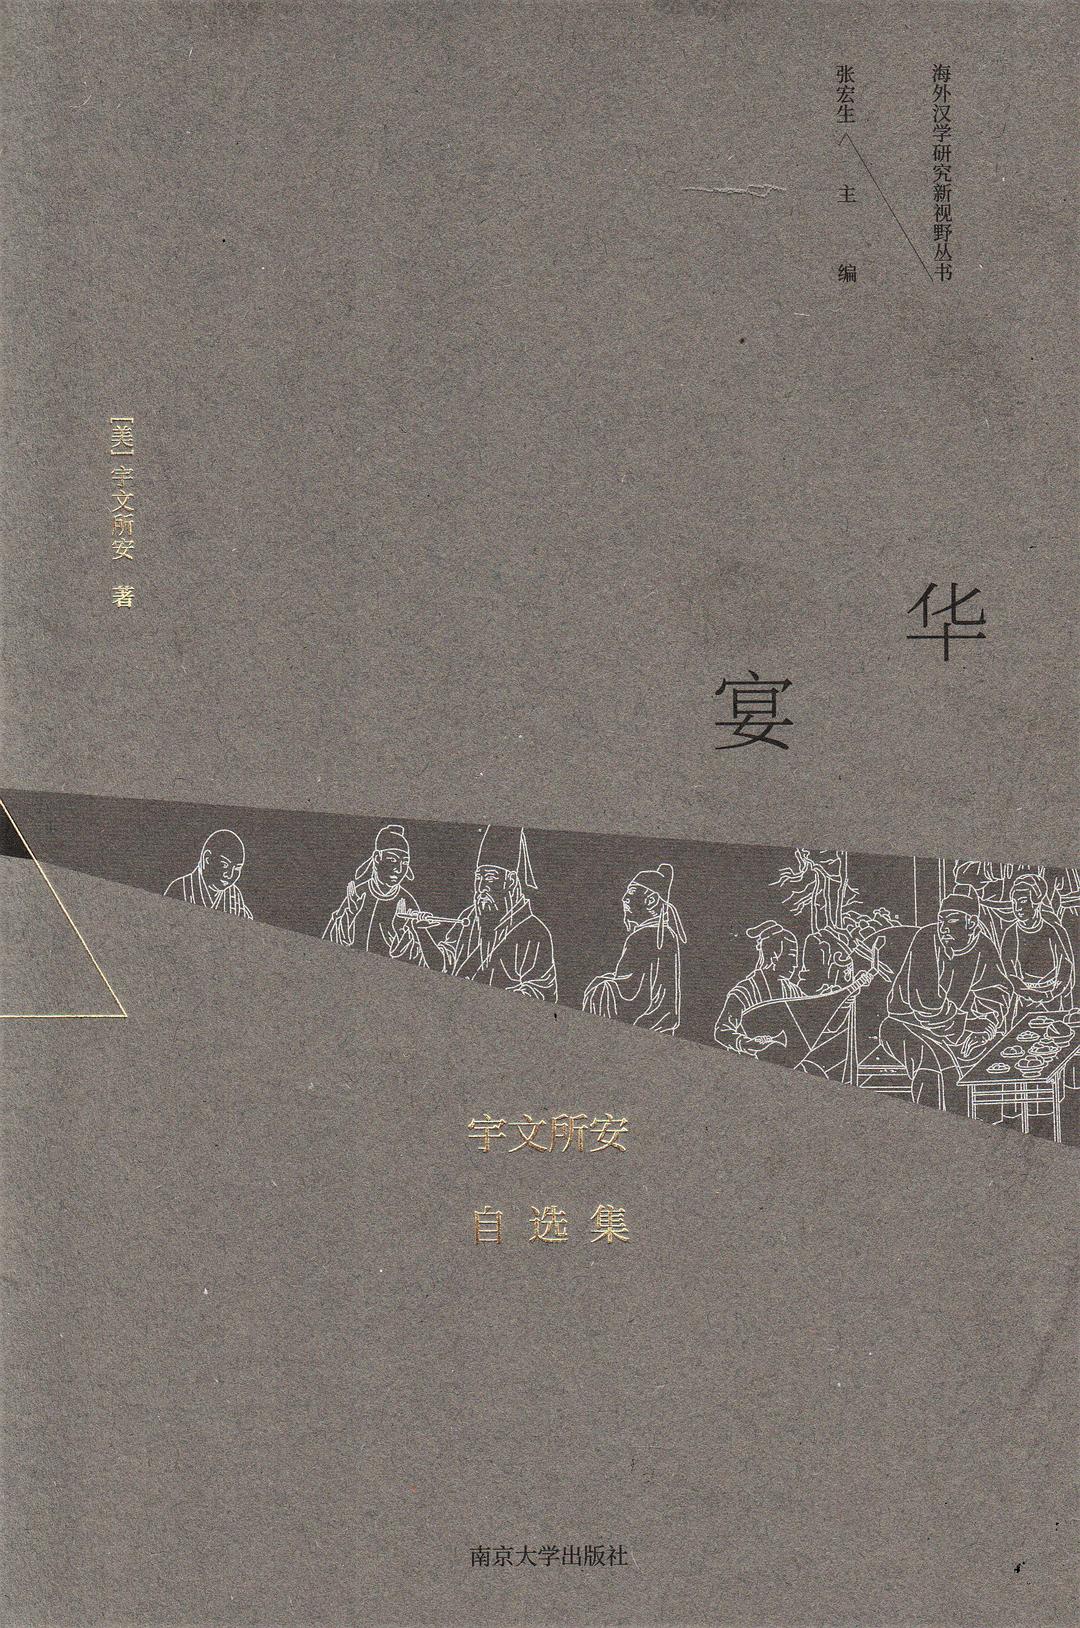 海外汉学研究新视野丛书
张宏生 主编
华宴
[美]宇文所安 著
宇文所安
自选集
南京大学出版社